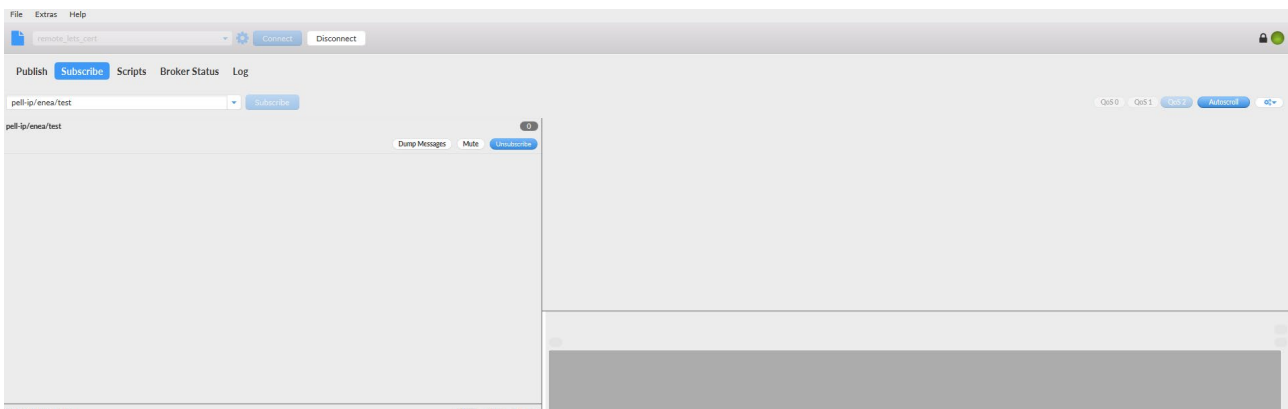 File Extras Help
remote_lets_cert Connect Disconnect
Publish Subscribe Scripts Broker Status Log
pell-ip/enea/test Subscribe QoS 0 QoS 1 QoS 2 Autoscroll
pell-ip/enea/test 0
Dump Messages Mute Unsubscribe